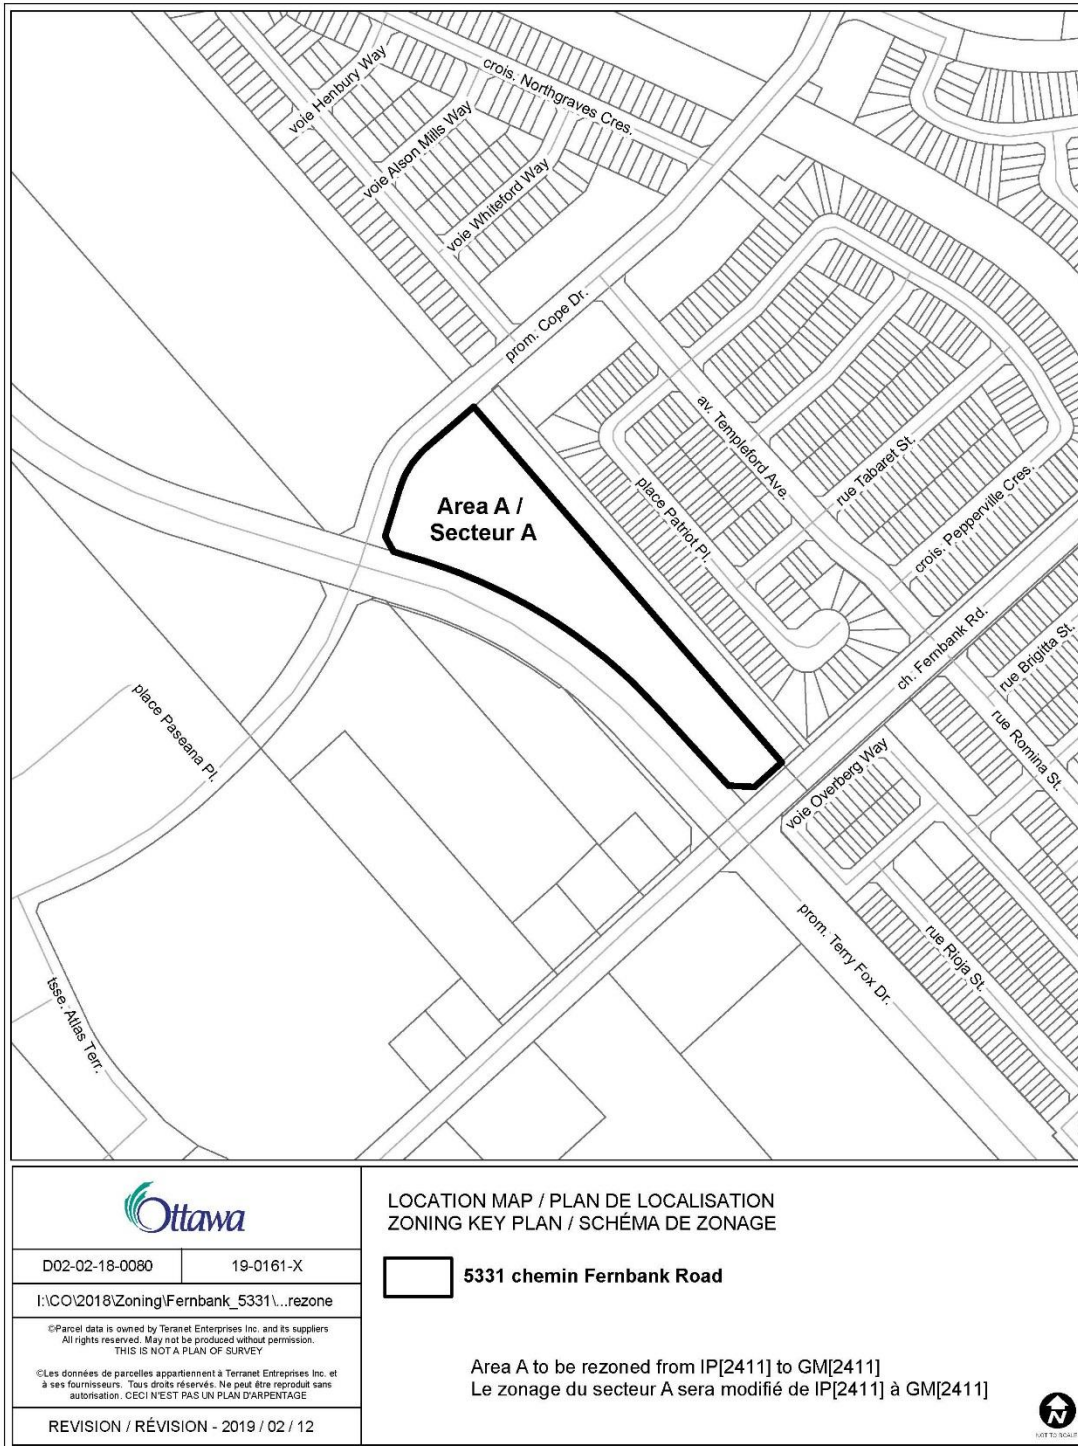 voie Henbury Way
crois. Northgraves Cres.
voie Alson Mills Way
voie Whiteford Way
prom. Cope Dr.
av. Templeford Ave.
rue Tabaret St.
place Patriot Pl.
crois. Pepperville Cres.
Area A /
Secteur A
ch. Fernbank Rd.
rue Brigitta St.
rue Romina St.
place Paseana Pl.
voie Overberg Way
prom. Terry Fox Dr.
rue Rioja St.
tsse. Atlas Terr.
Ottawa
D02-02-18-0080 19-0161-X
I:\CO\2018\Zoning\Fernbank_5331\...rezone
©Parcel data is owned by Teranet Enterprises Inc. and its suppliers
All rights reserved. May not be produced without permission.
THIS IS NOT A PLAN OF SURVEY
©Les données de parcelles appartiennent à Terranet Entreprises Inc. et
à ses fournisseurs. Tous droits réservés. Ne peut être reproduit sans
autorisation. CECI N'EST PAS UN PLAN D'ARPENTAGE
REVISION / RÉVISION - 2019 / 02 / 12
LOCATION MAP / PLAN DE LOCALISATION
ZONING KEY PLAN / SCHÉMA DE ZONAGE
5331 chemin Fernbank Road
Area A to be rezoned from IP[2411] to GM[2411]
Le zonage du secteur A sera modifié de IP[2411] à GM[2411]
N
NOT TO SCALE